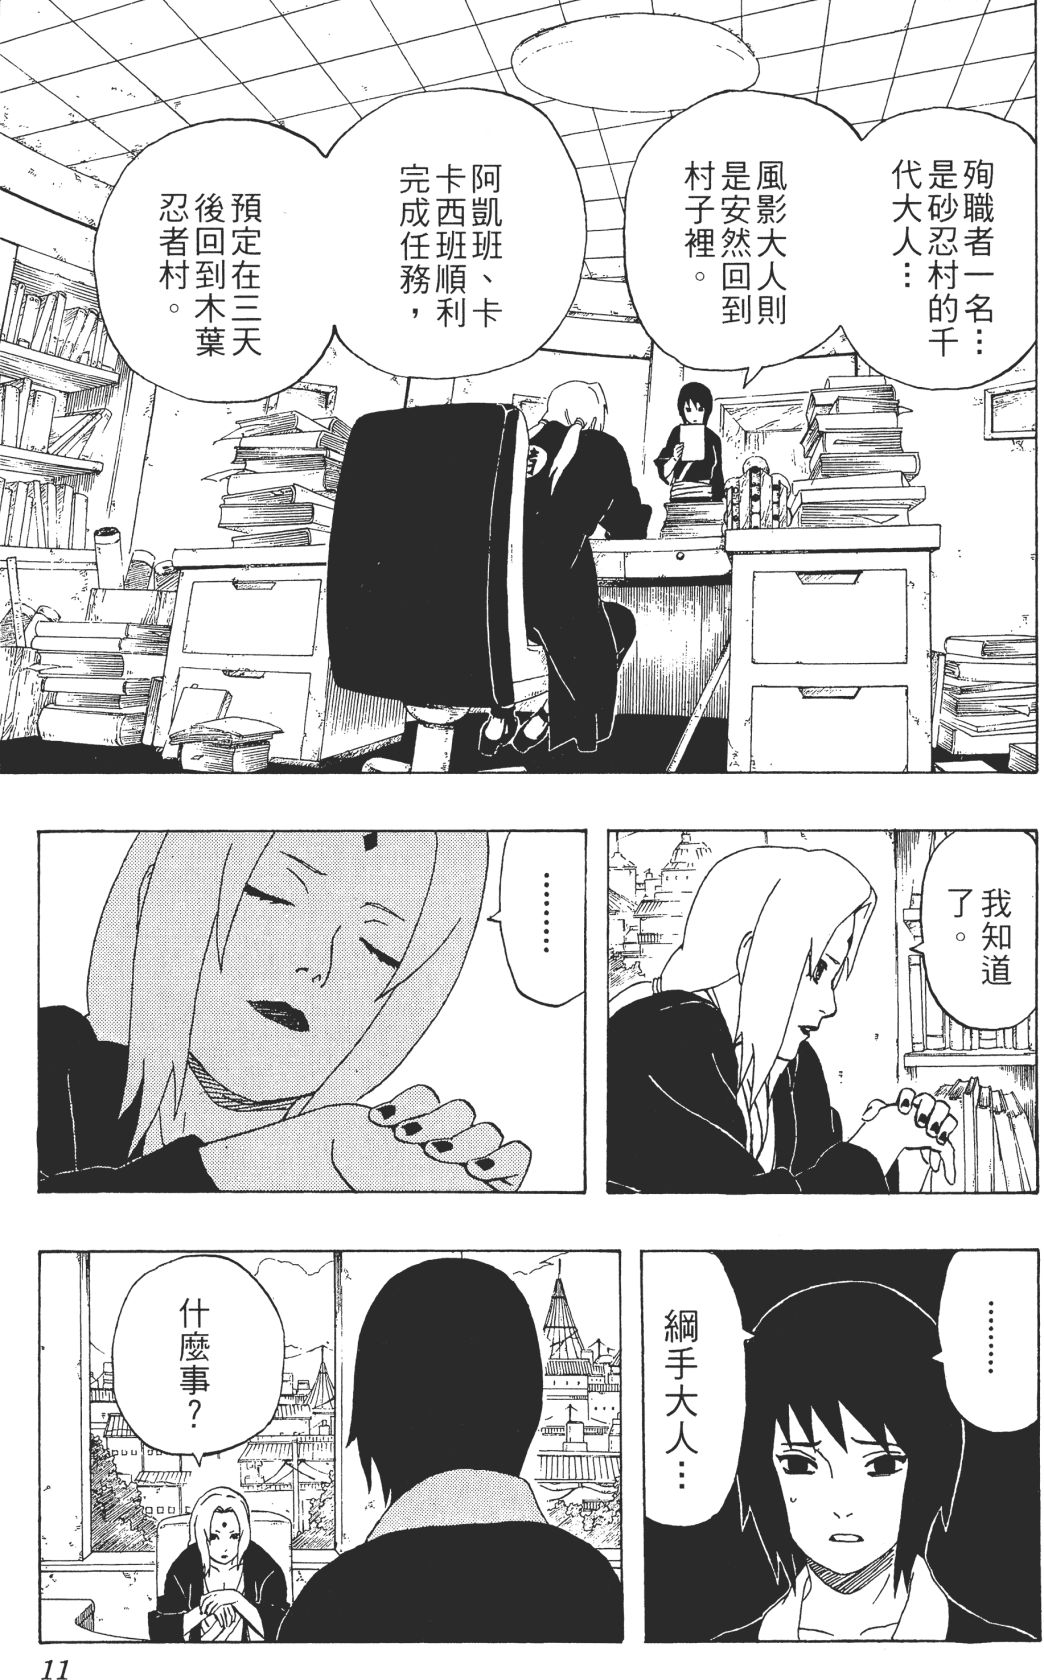 殉職者一名…
是砂忍村的千
代大人…
風影大人則
是安然回到
村子裡。
阿凱班、卡
卡西班順利
完成任務，
預定在三天
後回到木葉
忍者村。
我知道
了。
………
………
綱手大人…
什麼事？
11